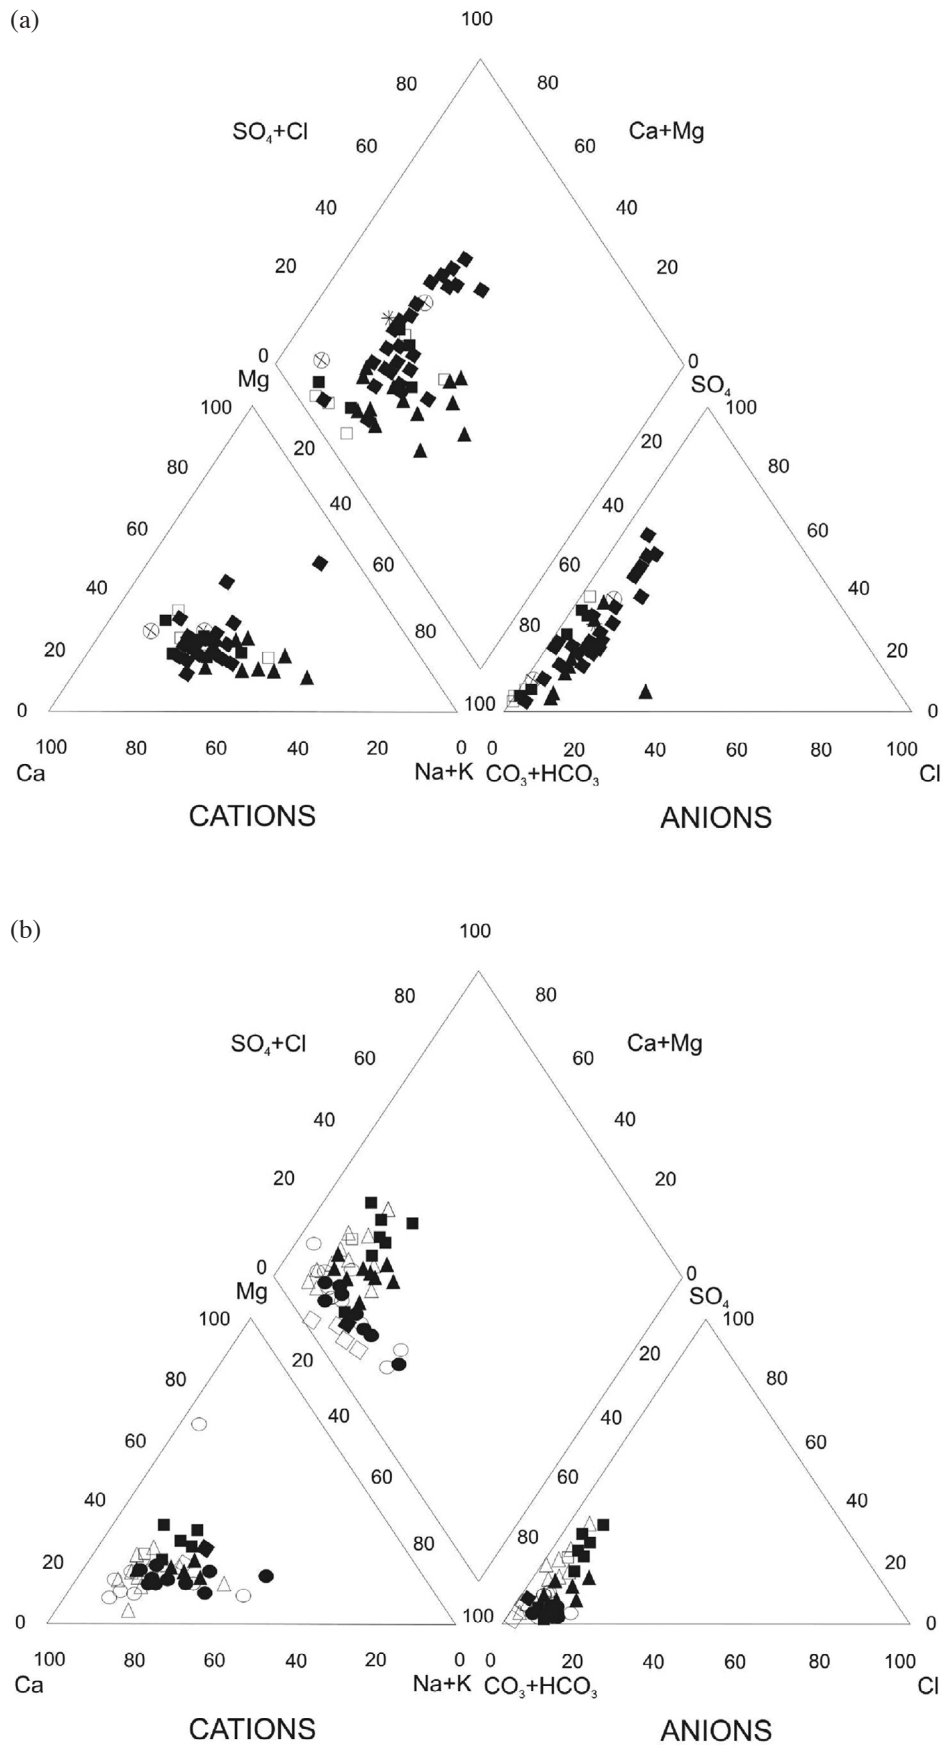 (a)
100
80 80
SO₄+Cl Ca+Mg
60 60
40 40
20 20
0 0
Mg SO₄
100 100
20 20
80 80
40 40
60 60
60 60
40 40
80 80
20 20
0 100 0
100 80 60 40 20 0 0 20 40 60 80 100
Ca Na+K CO₃+HCO₃ Cl
CATIONS ANIONS
(b)
100
80 80
SO₄+Cl Ca+Mg
60 60
40 40
20 20
0 0
Mg SO₄
100 100
20 20
80 80
40 40
60 60
60 60
40 40
80 80
20 20
0 100 0
100 80 60 40 20 0 0 20 40 60 80 100
Ca Na+K CO₃+HCO₃ Cl
CATIONS ANIONS